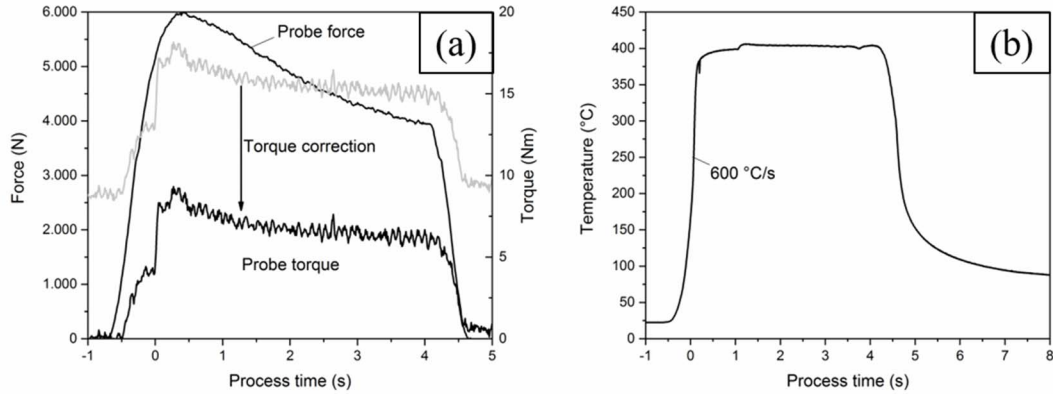 (a)
6.000
5.000
4.000
3.000
2.000
1.000
0
Force (N)
20
15
10
5
0
Torque (Nm)
Probe force
Torque correction
Probe torque
-1 0 1 2 3 4 5
Process time (s)
(b)
450
400
350
300
250
200
150
100
50
0
Temperature (°C)
600 °C/s
-1 0 1 2 3 4 5 6 7 8
Process time (s)